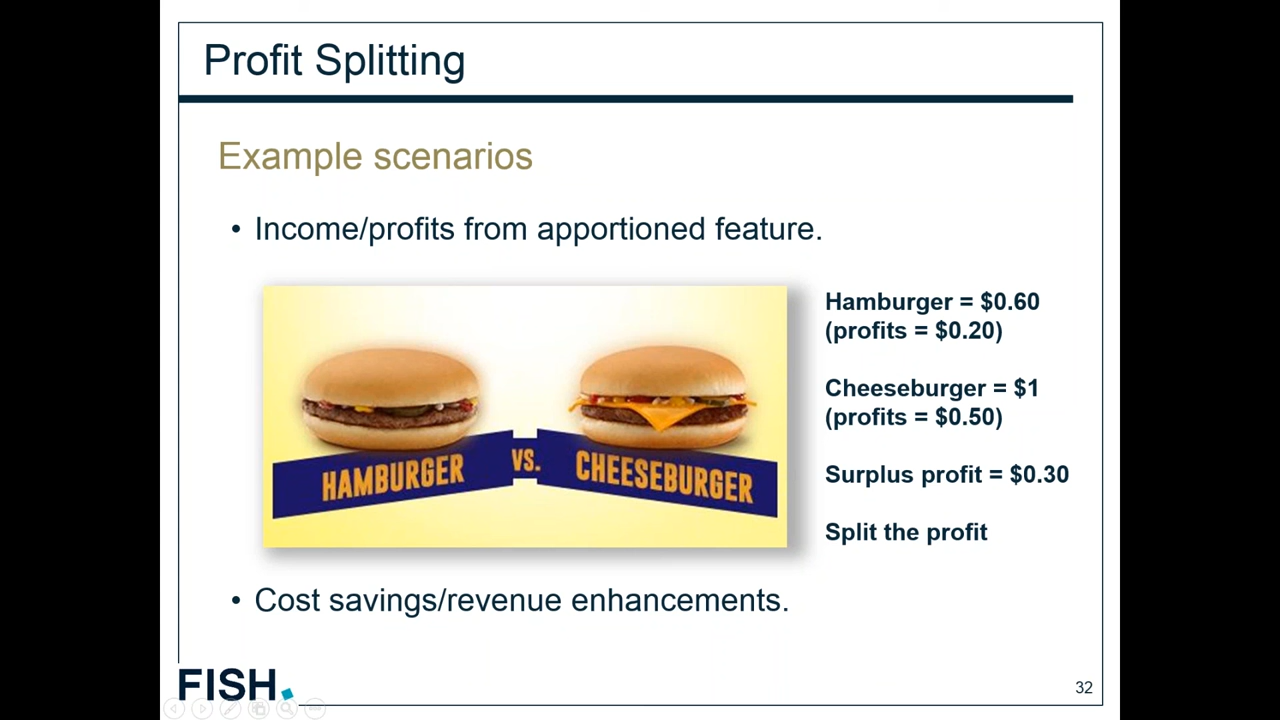 Profit Splitting
Example scenarios
• Income/profits from apportioned feature.
HAMBURGER VS. CHEESEBURGER
Hamburger = $0.60
(profits = $0.20)
Cheeseburger = $1
(profits = $0.50)
Surplus profit = $0.30
Split the profit
• Cost savings/revenue enhancements.
FISH.
32